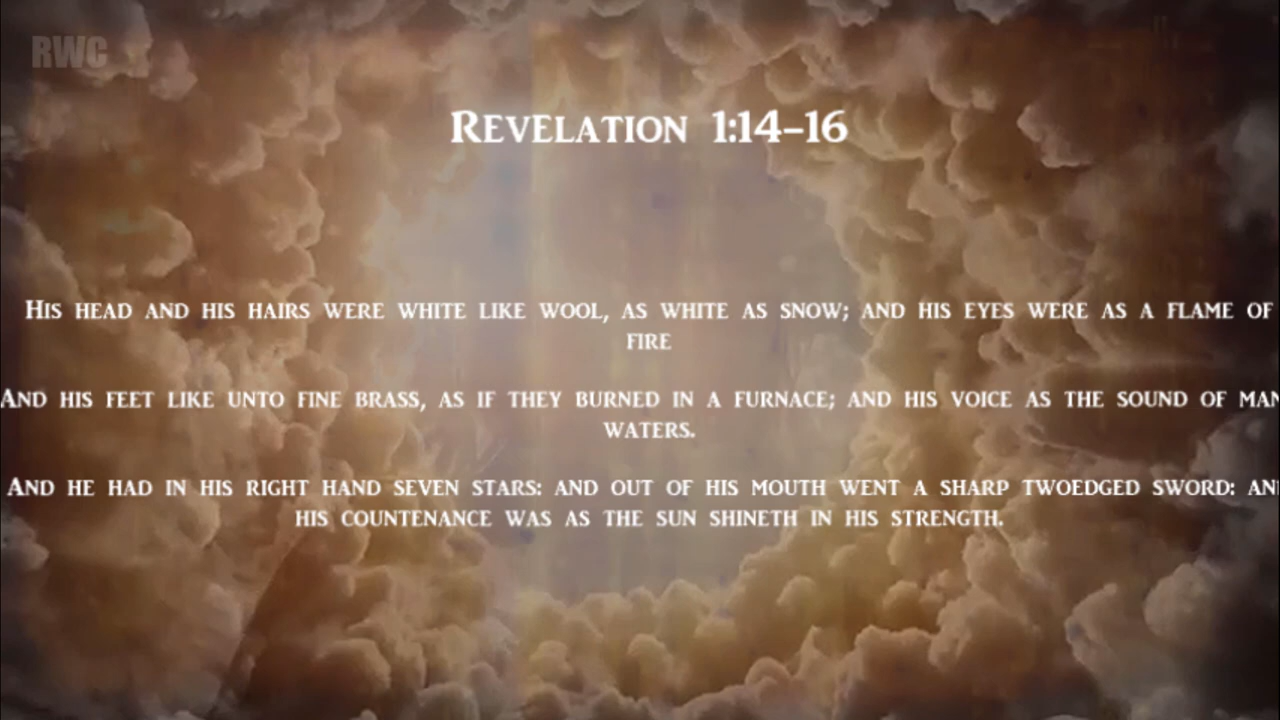 RWC
Revelation 1:14-16
His head and his hairs were white like wool, as white as snow; and his eyes were as a flame of
fire
And his feet like unto fine brass, as if they burned in a furnace; and his voice as the sound of man
waters.
And he had in his right hand seven stars: and out of his mouth went a sharp twoedged sword: an
his countenance was as the sun shineth in his strength.